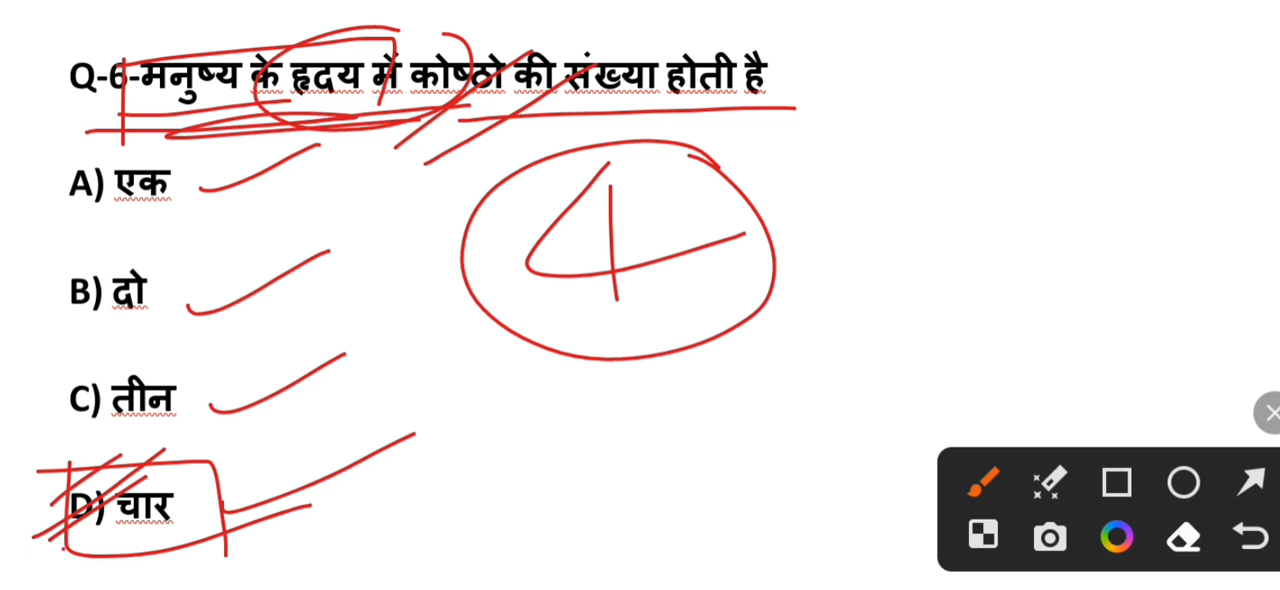 Q-6-मनुष्य के हृदय में कोष्ठो की संख्या होती है
A) एक
4
B) दो
C) तीन
D) चार